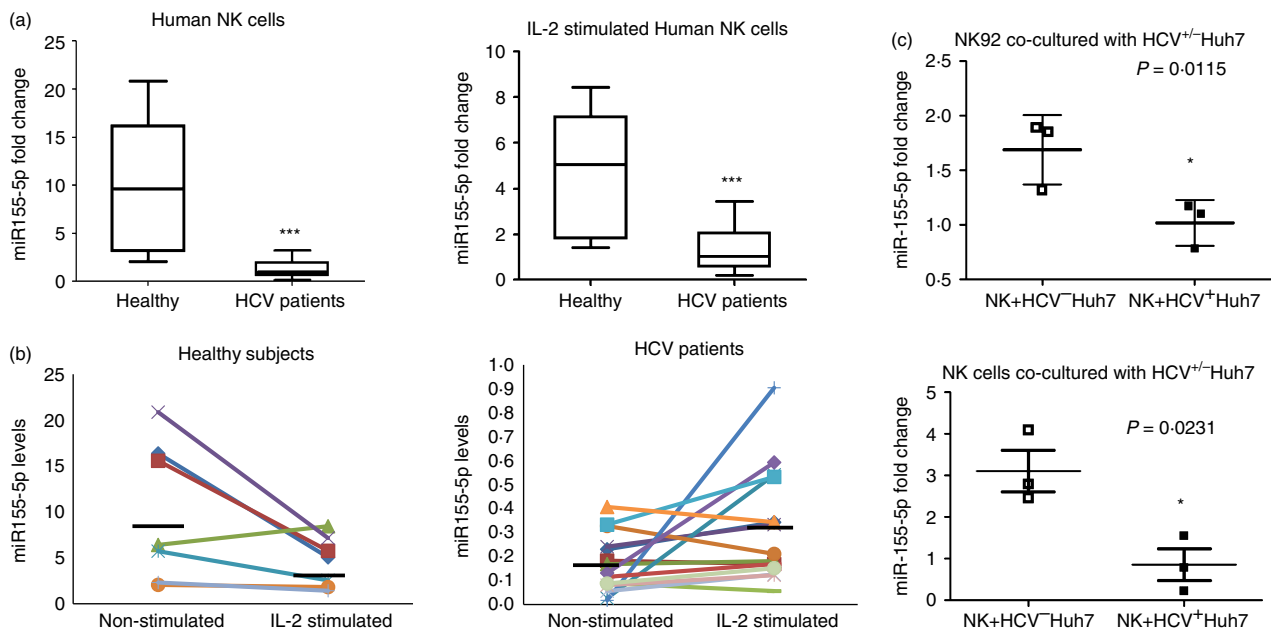 (a)
Human NK cells
miR155-5p fold change
25
20
15
10
5
0
***
Healthy
HCV patients
IL-2 stimulated Human NK cells
miR155-5p fold change
10
8
6
4
2
0
***
Healthy
HCV patients
(c)
NK92 co-cultured with HCV+/–Huh7
P = 0·0115
miR-155-5p fold change
2·5
2·0
1·5
1·0
0·5
*
NK+HCV–Huh7
NK+HCV+Huh7
(b)
Healthy subjects
miR155-5p levels
25
20
15
10
5
0
Non-stimulated
IL-2 stimulated
HCV patients
miR155-5p levels
1·0
0·9
0·8
0·7
0·6
0·5
0·4
0·3
0·2
0·1
0·0
Non-stimulated
IL-2 stimulated
NK cells co-cultured with HCV+/–Huh7
P = 0·0231
miR-155-5p fold change
5
4
3
2
1
0
*
NK+HCV–Huh7
NK+HCV+Huh7